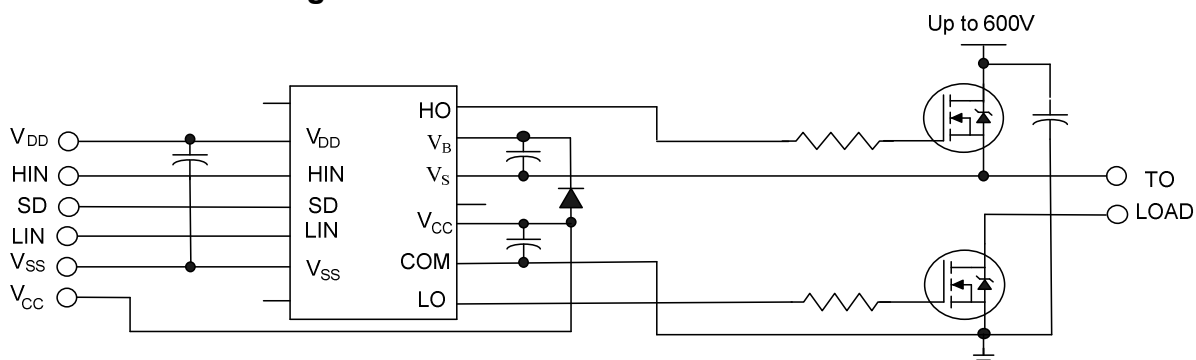 Up to 600V
HO
V_DD
V_DD
V_B
HIN
HIN
V_S
TO
SD
SD
LOAD
LIN
LIN
V_CC
V_SS
V_SS
COM
V_CC
LO